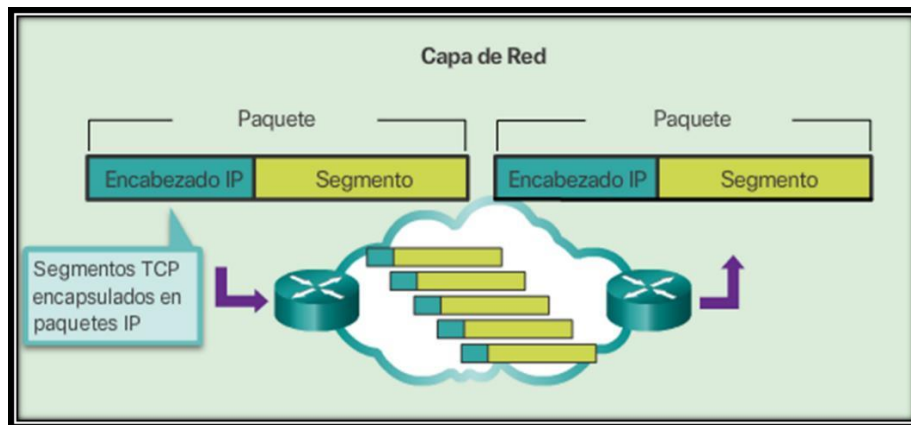 Capa de Red
Paquete
Paquete
Encabezado IP
Segmento
Encabezado IP
Segmento
Segmentos TCP
encapsulados en
paquetes IP